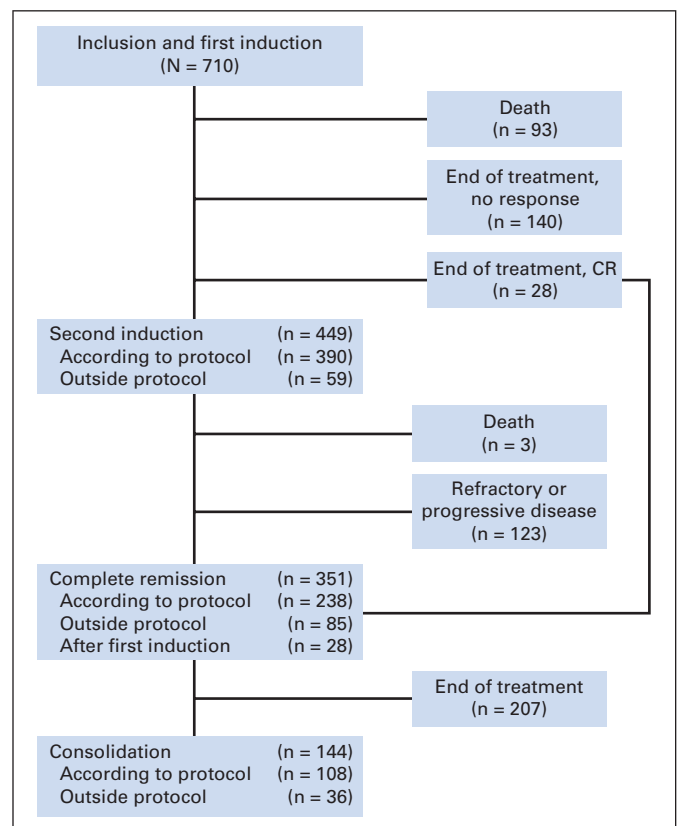 Inclusion and first induction
(N = 710)
Death
(n = 93)
End of treatment,
no response
(n = 140)
End of treatment, CR
(n = 28)
Second induction (n = 449)
According to protocol (n = 390)
Outside protocol (n = 59)
Death
(n = 3)
Refractory or
progressive disease
(n = 123)
Complete remission (n = 351)
According to protocol (n = 238)
Outside protocol (n = 85)
After first induction (n = 28)
End of treatment
(n = 207)
Consolidation (n = 144)
According to protocol (n = 108)
Outside protocol (n = 36)